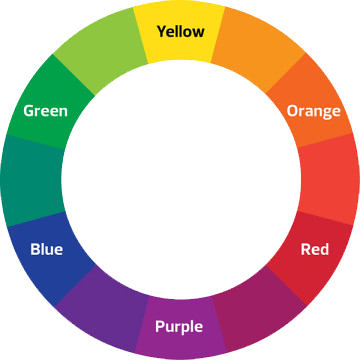 Yellow
Green
Orange
Blue
Red
Purple